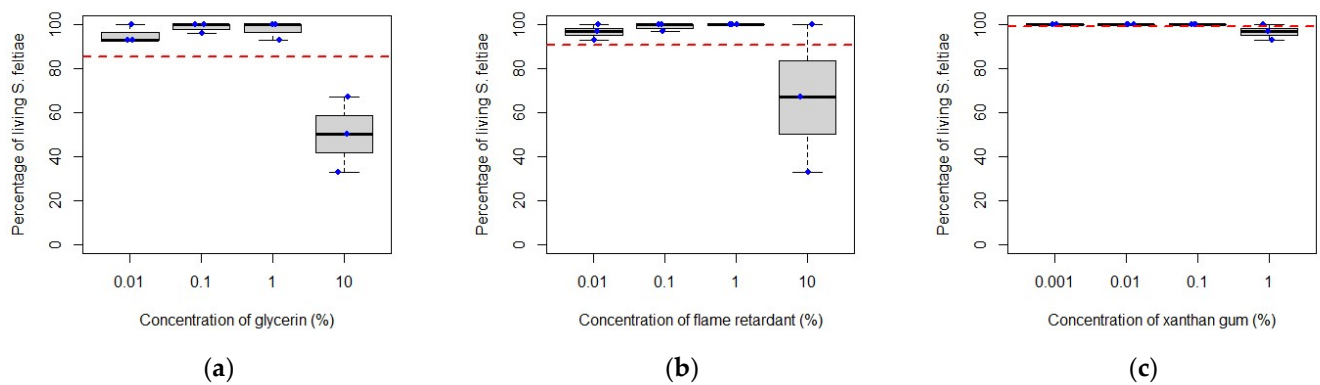 Percentage of living S. feltiae
0 20 40 60 80 100
0.01 0.1 1 10
Concentration of glycerin (%)
(a)
Percentage of living S. feltiae
0 20 40 60 80 100
0.01 0.1 1 10
Concentration of flame retardant (%)
(b)
Percentage of living S. feltiae
0 20 40 60 80 100
0.001 0.01 0.1 1
Concentration of xanthan gum (%)
(c)